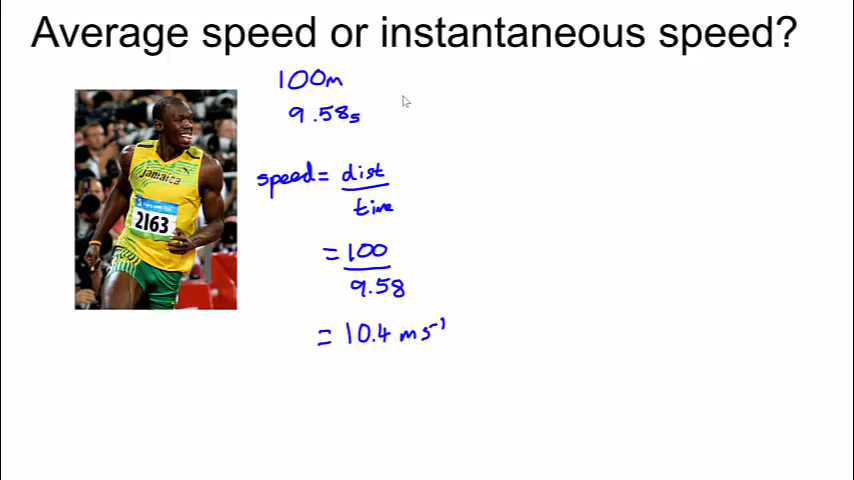 Average speed or instantaneous speed?
100m
9.58s
speed = dist
time
= 100
9.58
= 10.4 ms⁻¹
Jamaica
2163